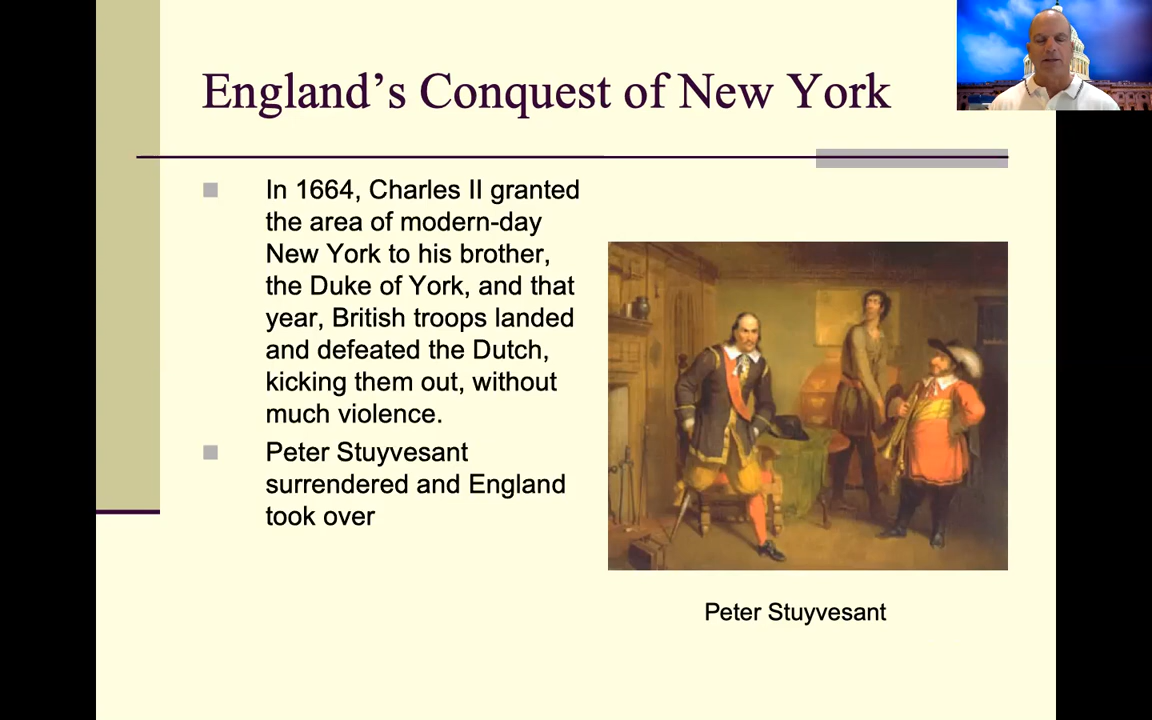 England’s Conquest of New York
In 1664, Charles II granted
the area of modern-day
New York to his brother,
the Duke of York, and that
year, British troops landed
and defeated the Dutch,
kicking them out, without
much violence.
Peter Stuyvesant
surrendered and England
took over
Peter Stuyvesant